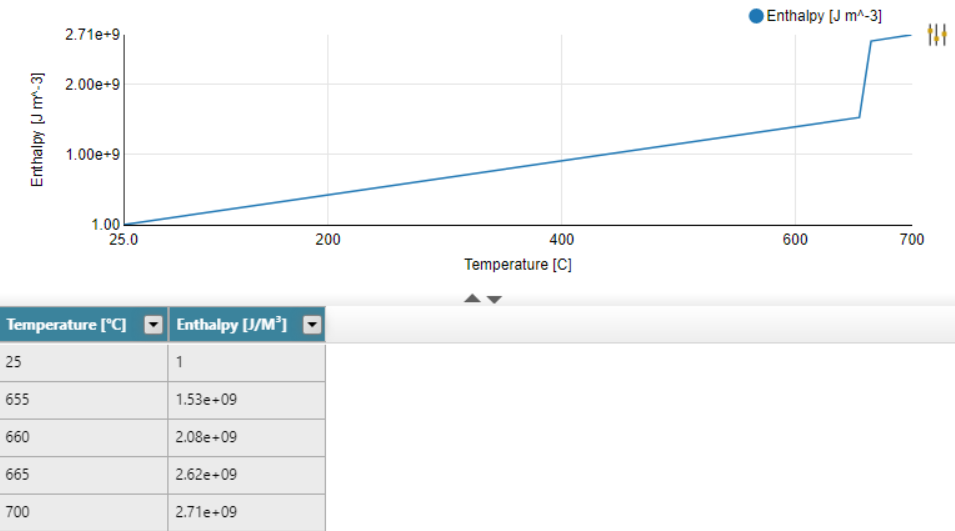 Enthalpy [J m^-3]
2.71e+9
2.00e+9
1.00e+9
1.00
Enthalpy [J m^-3]
25.0 200 400 600 700
Temperature [C]
Temperature [°C] Enthalpy [J/M³]
25 1
655 1.53e+09
660 2.08e+09
665 2.62e+09
700 2.71e+09